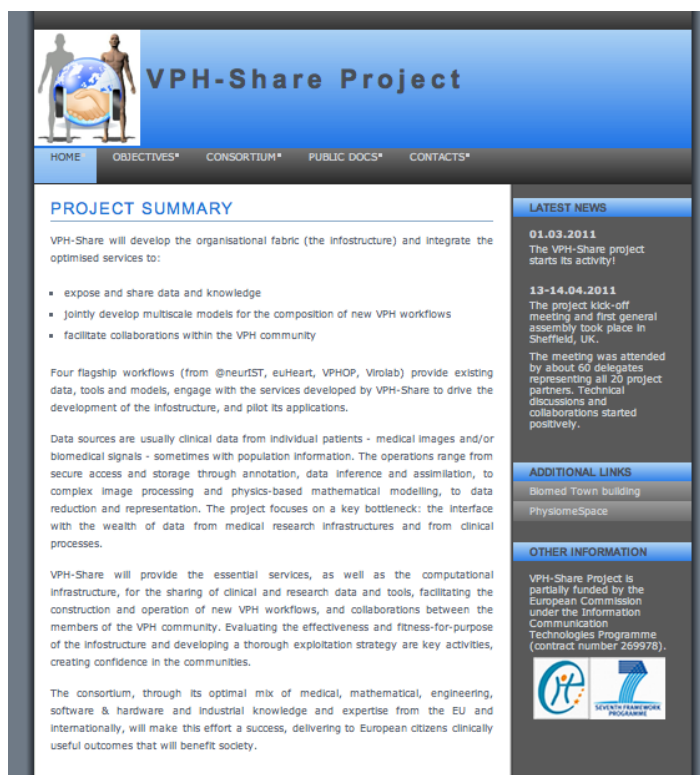 VPH-Share Project
HOME
OBJECTIVES
CONSORTIUM
PUBLIC DOCS
CONTACTS
PROJECT SUMMARY
VPH-Share will develop the organisational fabric (the infostructure) and integrate the
optimised services to:
expose and share data and knowledge
jointly develop multiscale models for the composition of new VPH workflows
facilitate collaborations within the VPH community
Four flagship workflows (from @neurIST, euHeart, VPHOP, Virolab) provide existing
data, tools and models, engage with the services developed by VPH-Share to drive the
development of the infostructure, and pilot its applications.
Data sources are usually clinical data from individual patients - medical images and/or
biomedical signals - sometimes with population information. The operations range from
secure access and storage through annotation, data inference and assimilation, to
complex image processing and physics-based mathematical modelling, to data
reduction and representation. The project focuses on a key bottleneck: the interface
with the wealth of data from medical research infrastructures and from clinical
processes.
VPH-Share will provide the essential services, as well as the computational
infrastructure, for the sharing of clinical and research data and tools, facilitating the
construction and operation of new VPH workflows, and collaborations between the
members of the VPH community. Evaluating the effectiveness and fitness-for-purpose
of the infostructure and developing a thorough exploitation strategy are key activities,
creating confidence in the communities.
The consortium, through its optimal mix of medical, mathematical, engineering,
software & hardware and industrial knowledge and expertise from the EU and
internationally, will make this effort a success, delivering to European citizens clinically
useful outcomes that will benefit society.
LATEST NEWS
01.03.2011
The VPH-Share project
starts its activity!
13-14.04.2011
The project kick-off
meeting and first general
assembly took place in
Sheffield, UK.
The meeting was attended
by about 60 delegates
representing all 20 project
partners. Technical
discussions and
collaborations started
positively.
ADDITIONAL LINKS
Biomed Town building
PhysiomeSpace
OTHER INFORMATION
VPH-Share Project is
partially funded by the
European Commission
under the Information
Communication
Technologies Programme
(contract number 269978).
SEVENTH FRAMEWORK
PROGRAMME